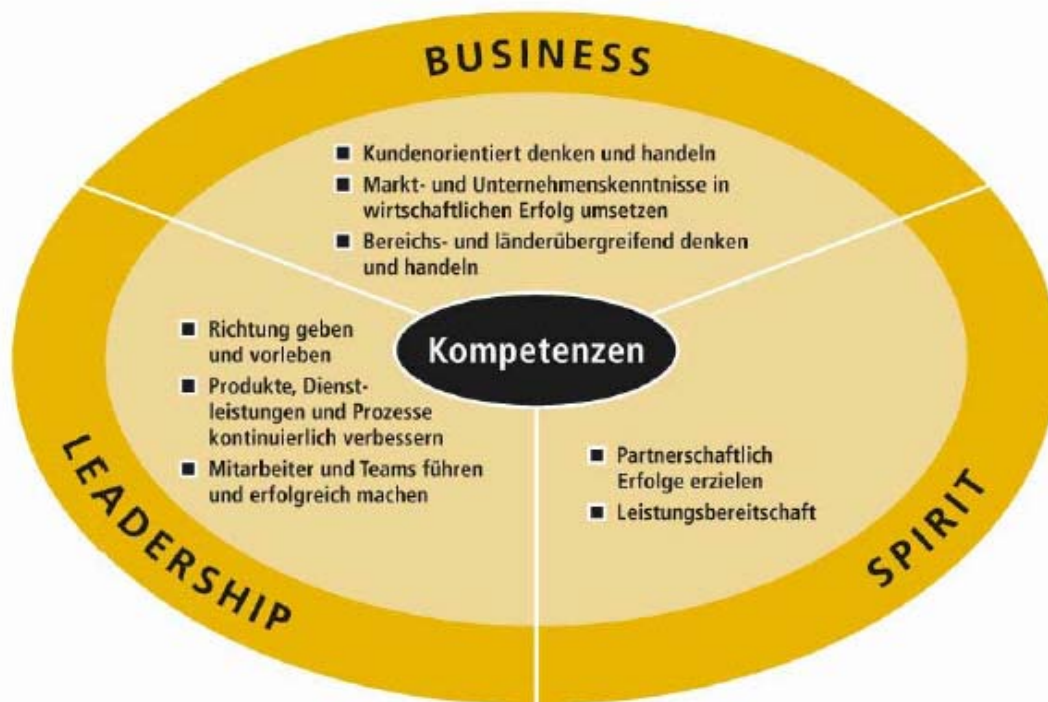 BUSINESS
■ Kundenorientiert denken und handeln
■ Markt- und Unternehmenskenntnisse in
wirtschaftlichen Erfolg umsetzen
■ Bereichs- und länderübergreifend denken
und handeln
Kompetenzen
LEADERSHIP
■ Richtung geben
und vorleben
■ Produkte, Dienst-
leistungen und Prozesse
kontinuierlich verbessern
■ Mitarbeiter und Teams führen
und erfolgreich machen
SPIRIT
■ Partnerschaftlich
Erfolge erzielen
■ Leistungsbereitschaft